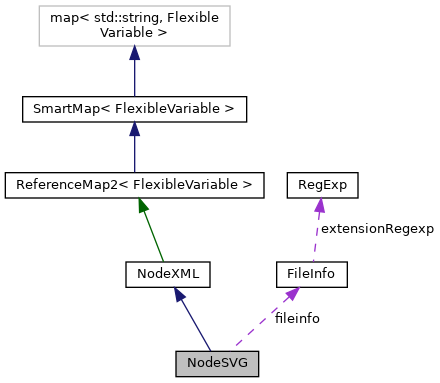 map< std::string, Flexible
Variable >
SmartMap< FlexibleVariable >
ReferenceMap2< FlexibleVariable >
RegExp
extensionRegexp
NodeXML
FileInfo
fileinfo
NodeSVG